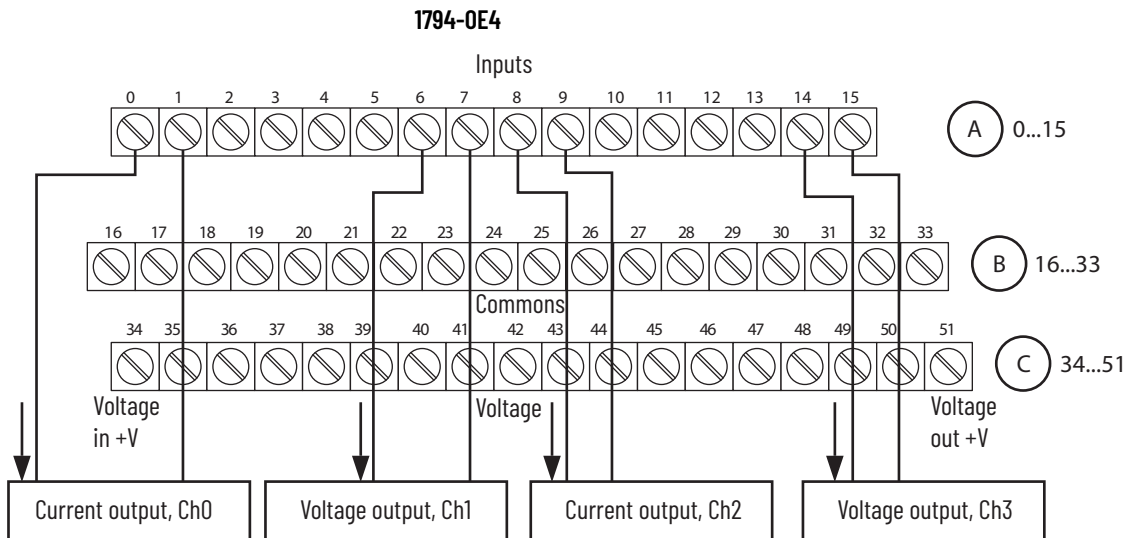 1794-OE4
Inputs
0 1 2 3 4 5 6 7 8 9 10 11 12 13 14 15
A 0...15
16 17 18 19 20 21 22 23 24 25 26 27 28 29 30 31 32 33
B 16...33
Commons
34 35 36 37 38 39 40 41 42 43 44 45 46 47 48 49 50 51
C 34...51
Voltage
in +V
Voltage
Voltage
out +V
Current output, Ch0
Voltage output, Ch1
Current output, Ch2
Voltage output, Ch3